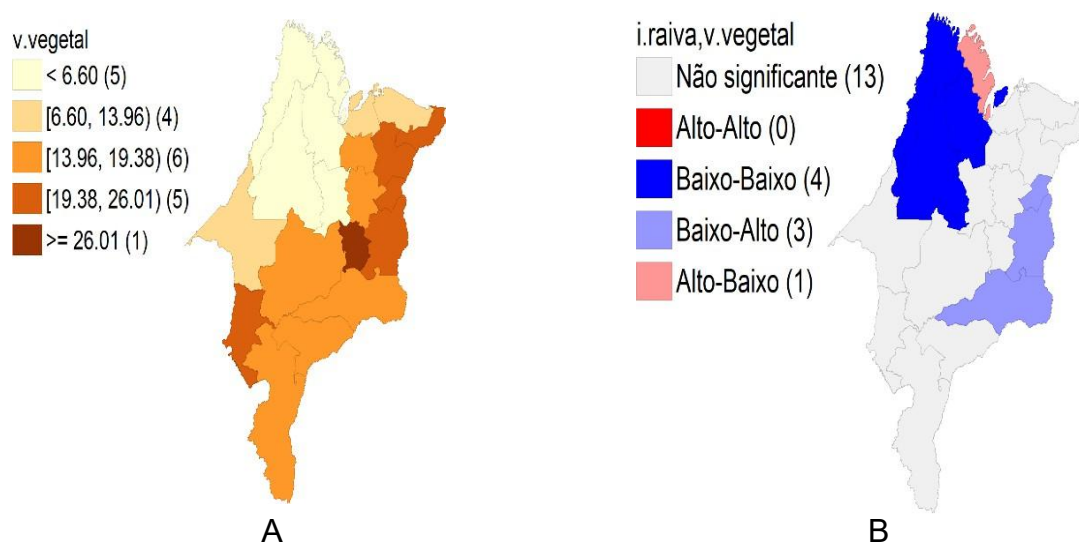 v.vegetal
< 6.60 (5)
[6.60, 13.96) (4)
[13.96, 19.38) (6)
[19.38, 26.01) (5)
>= 26.01 (1)
A
i.raiva,v.vegetal
Não significante (13)
Alto-Alto (0)
Baixo-Baixo (4)
Baixo-Alto (3)
Alto-Baixo (1)
B